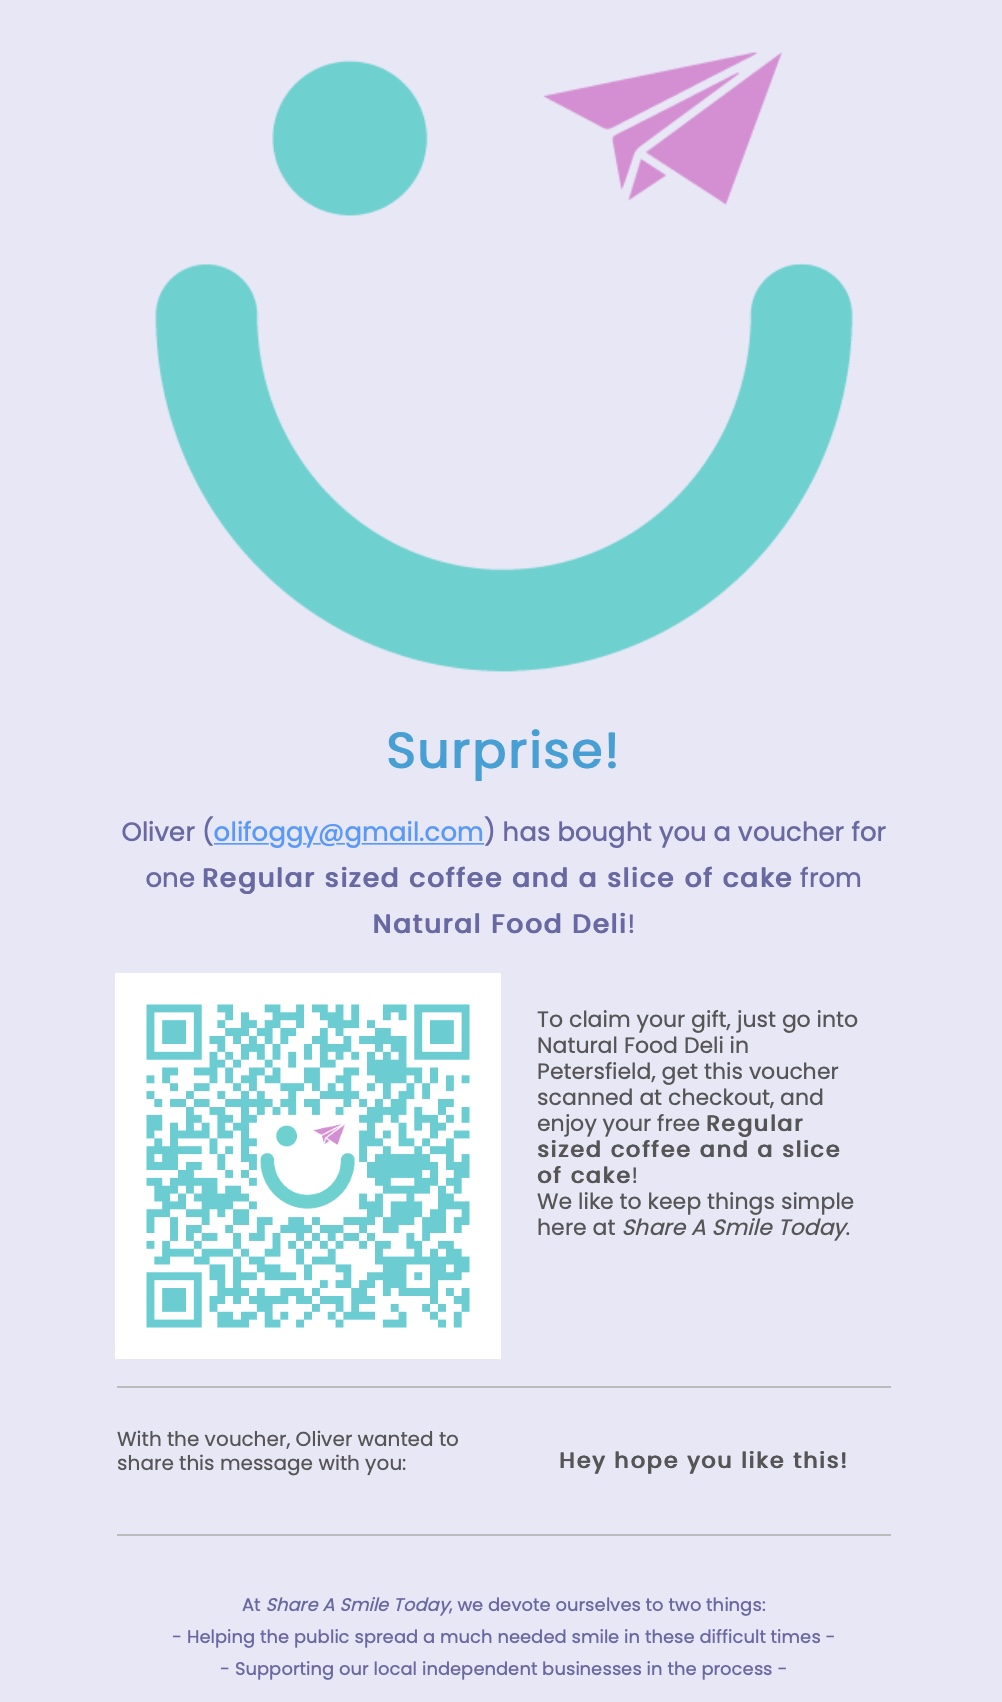 Surprise!
Oliver (olifoggy@gmail.com) has bought you a voucher for
one Regular sized coffee and a slice of cake from
Natural Food Deli!
To claim your gift, just go into
Natural Food Deli in
Petersfield, get this voucher
scanned at checkout, and
enjoy your free Regular
sized coffee and a slice
of cake!
We like to keep things simple
here at Share A Smile Today.
With the voucher, Oliver wanted to
share this message with you:
Hey hope you like this!
At Share A Smile Today, we devote ourselves to two things:
- Helping the public spread a much needed smile in these difficult times -
- Supporting our local independent businesses in the process -